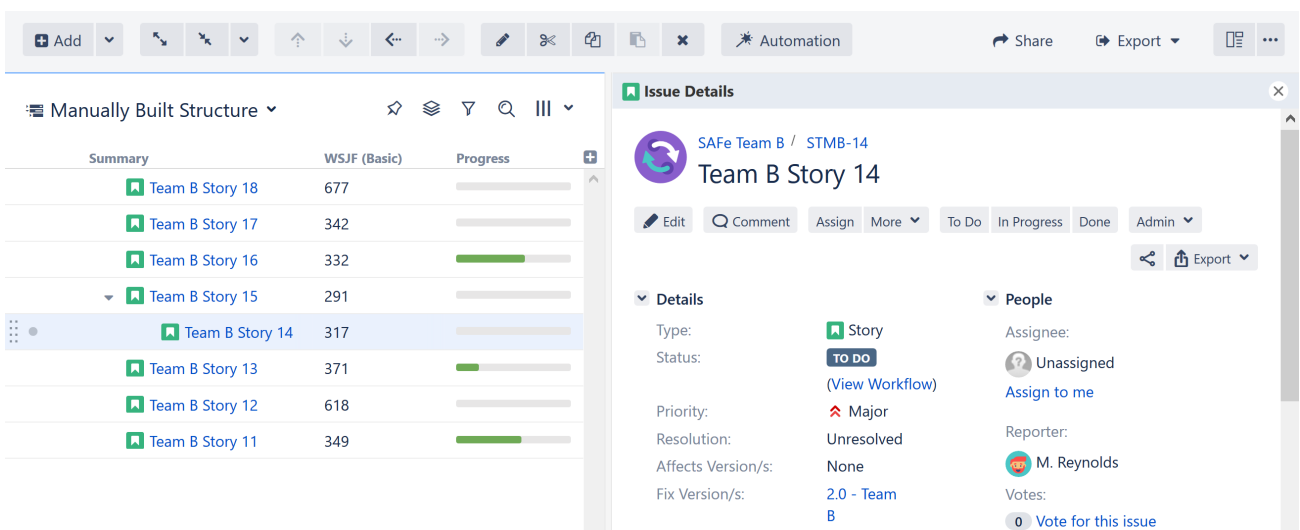 Add
Automation
Share
Export
Manually Built Structure
Summary WSJF (Basic) Progress
Team B Story 18 677
Team B Story 17 342
Team B Story 16 332
Team B Story 15 291
Team B Story 14 317
Team B Story 13 371
Team B Story 12 618
Team B Story 11 349
Issue Details
SAFe Team B / STMB-14
Team B Story 14
Edit Comment Assign More To Do In Progress Done Admin
Export
Details
Type: Story
Status: TO DO
(View Workflow)
Priority: Major
Resolution: Unresolved
Affects Version/s: None
Fix Version/s: 2.0 - Team
B
People
Assignee:
Unassigned
Assign to me
Reporter:
M. Reynolds
Votes:
0 Vote for this issue